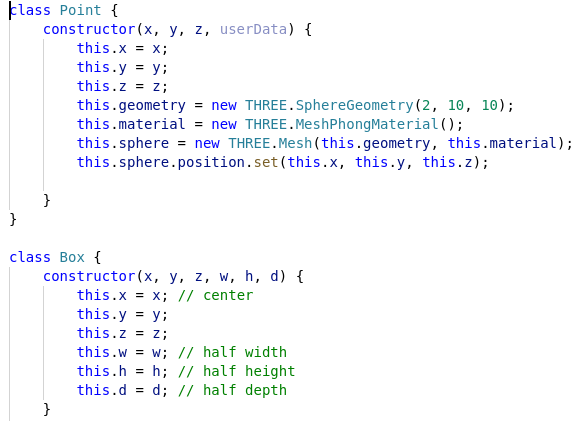 class Point {
    constructor(x, y, z, userData) {
        this.x = x;
        this.y = y;
        this.z = z;
        this.geometry = new THREE.SphereGeometry(2, 10, 10);
        this.material = new THREE.MeshPhongMaterial();
        this.sphere = new THREE.Mesh(this.geometry, this.material);
        this.sphere.position.set(this.x, this.y, this.z);

    }
}

class Box {
    constructor(x, y, z, w, h, d) {
        this.x = x; // center
        this.y = y;
        this.z = z;
        this.w = w; // half width
        this.h = h; // half height
        this.d = d; // half depth
    }